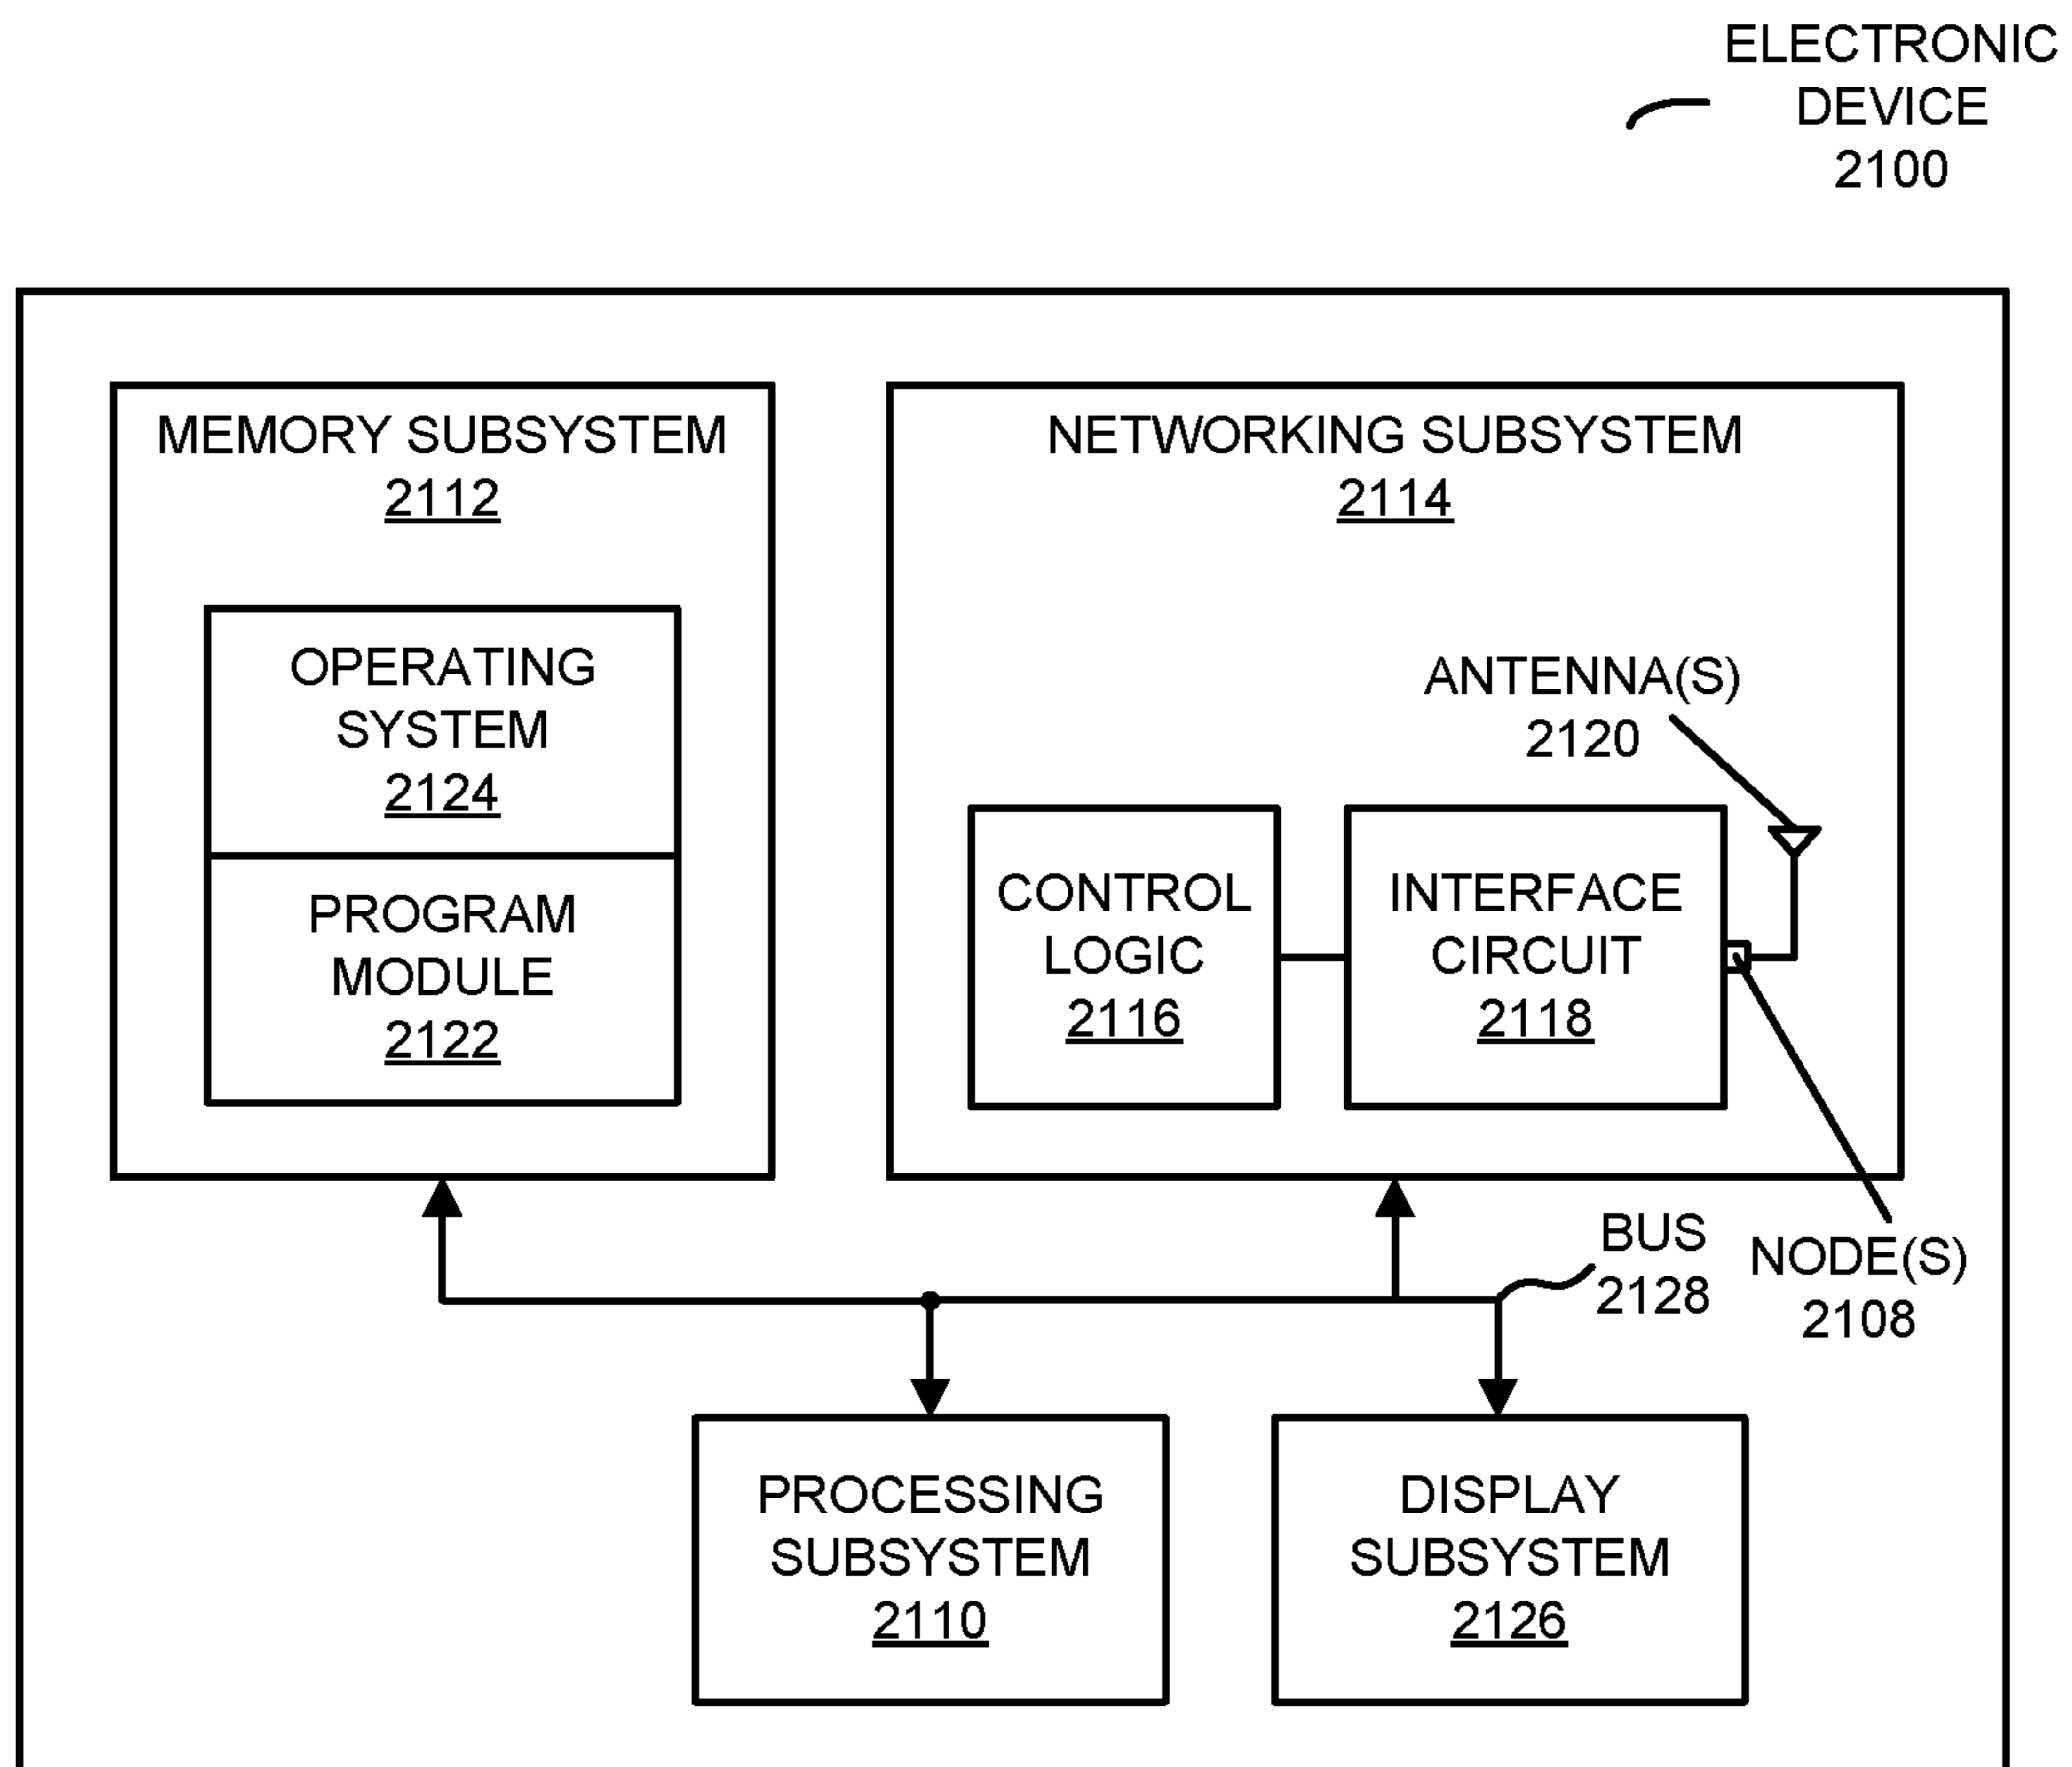 ELECTRONIC
DEVICE
2100
MEMORY SUBSYSTEM
2112
OPERATING
SYSTEM
2124
PROGRAM
MODULE
2122
NETWORKING SUBSYSTEM
2114
ANTENNA(S)
2120
CONTROL
LOGIC
2116
INTERFACE
CIRCUIT
2118
BUS
2128
NODE(S)
2108
PROCESSING
SUBSYSTEM
2110
DISPLAY
SUBSYSTEM
2126